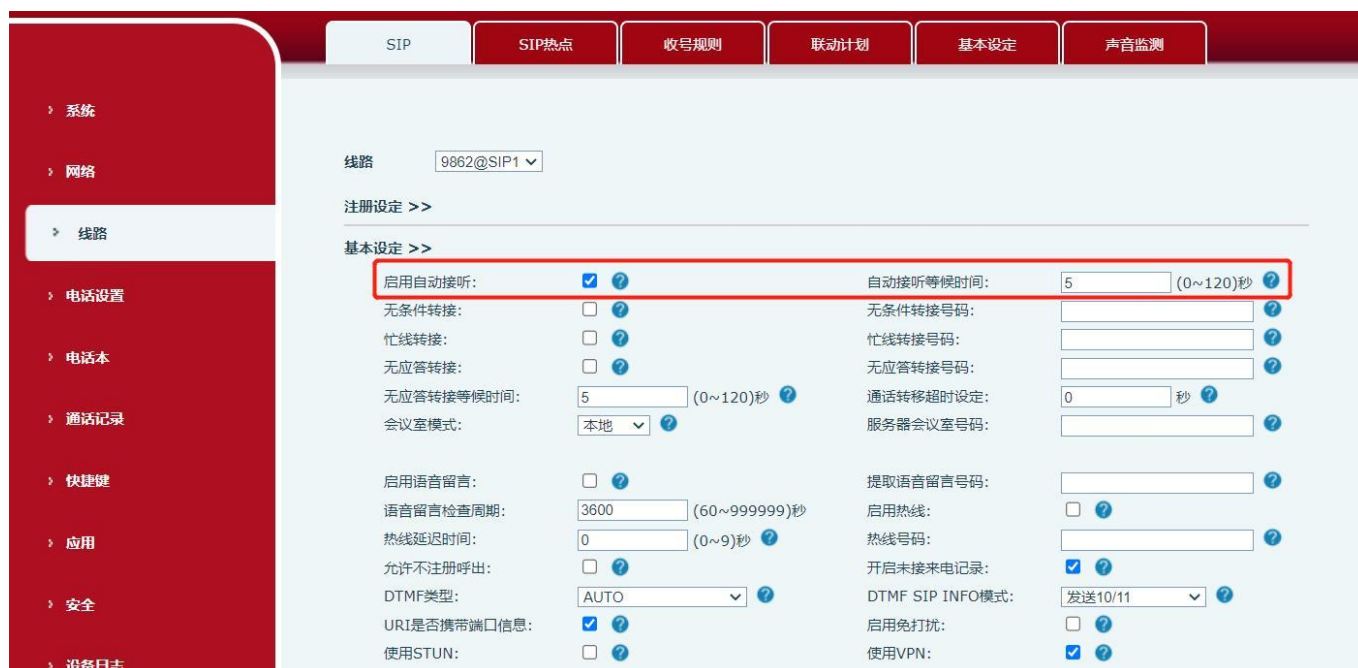 SIP SIP热点 收号规则 联动计划 基本设定 声音监测
系统
网络
线路
电话设置
电话本
通话记录
快捷键
应用
安全
设备日志
线路 9862@SIP1
注册设定 >>
基本设定 >>
启用自动接听: 自动接听等候时间: 5 (0~120)秒
无条件转接: 无条件转接号码:
忙线转接: 忙线转接号码:
无应答转接: 无应答转接号码:
无应答转接等候时间: 5 (0~120)秒 通话转移超时设定: 0 秒
会议室模式: 本地 服务器会议室号码:
启用语音留言: 提取语音留言号码:
语音留言检查周期: 3600 (60~999999)秒 启用热线:
热线延迟时间: 0 (0~9)秒 热线号码:
允许不注册呼出: 开启未接来电记录:
DTMF类型: AUTO DTMF SIP INFO模式: 发送10/11
URI是否携带端口信息: 启用免打扰:
使用STUN: 使用VPN: